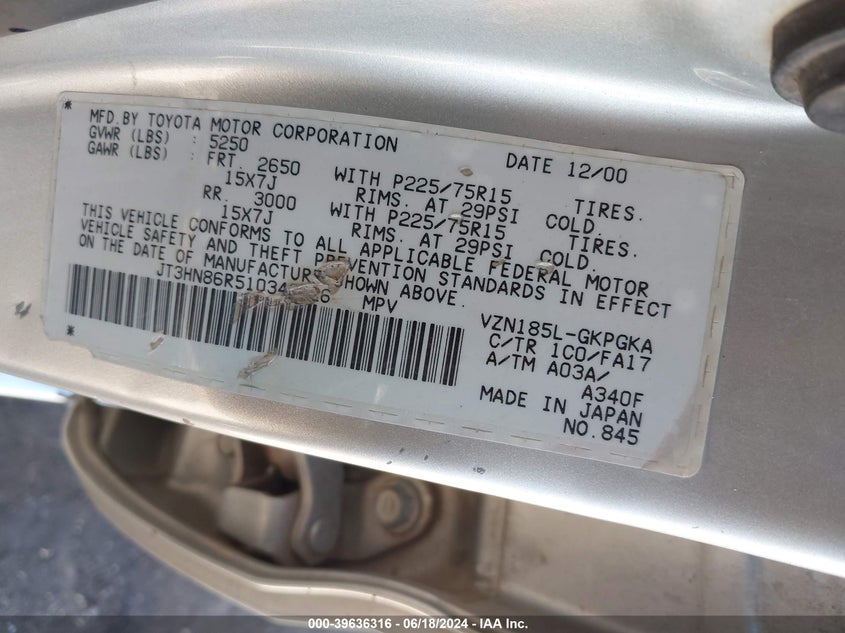 MFD.BY TOYOTA MOTOR CORPORATION DATE 12/00
GVWR (LBS) : 5250
GAWR (LBS) : FRT. 2650 WITH P225/75R15 TIRES.
15X7J RIMS. AT 29PSI COLD.
RR. 3000 WITH P225/75R15 TIRES.
15X7J RIMS. AT 29PSI COLD.
THIS VEHICLE CONFORMS TO ALL APPLICABLE FEDERAL MOTOR
VEHICLE SAFETY AND THEFT PREVENTION STANDARDS IN EFFECT
ON THE DATE OF MANUFACTURE SHOWN ABOVE.
MPV
VZN185L-GKPGKA
C/TR 1C0/FA17
A/TM A03A/
A340F
MADE IN JAPAN
NO.845
000-39636316 - 06/18/2024 - IAA Inc.